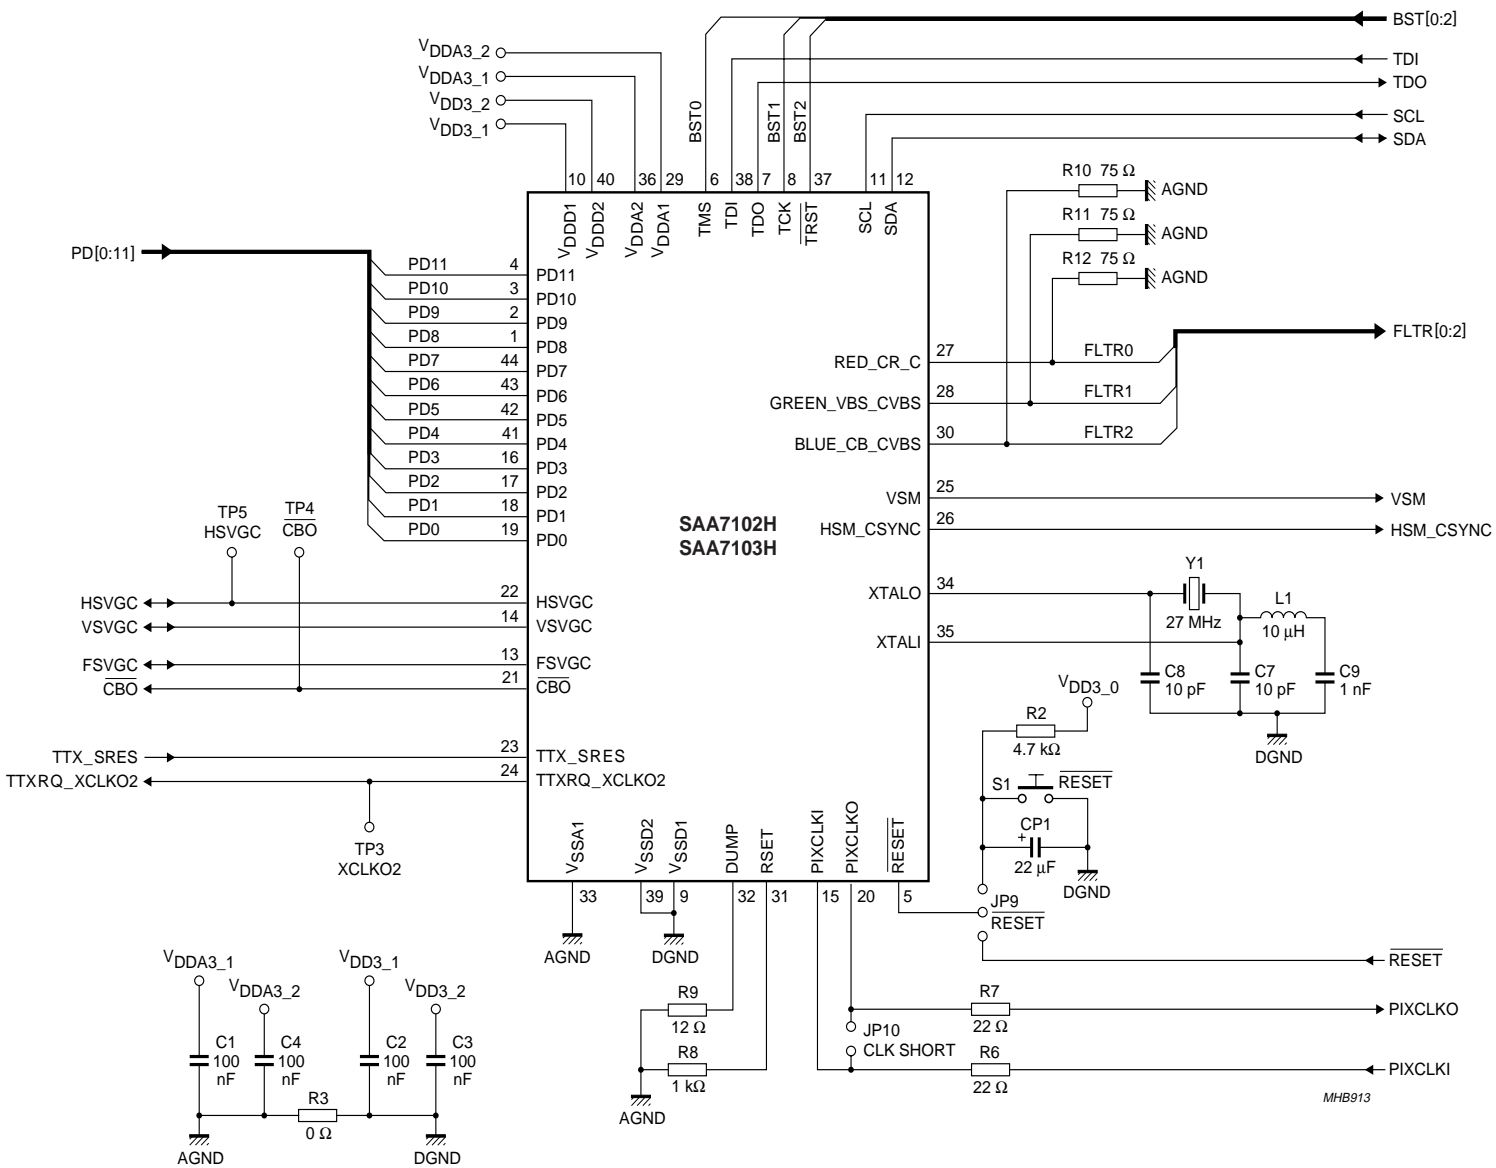 BST[0:2]
VDDA3_2
TDI
VDDA3_1
TDO
VDD3_2
BST0
BST1
BST2
SCL
VDD3_1
SDA
R10 75 Ω
AGND
10 40 36 29 6 38 7 8 37 11 12
VDDD1
VDDD2
VDDA2
VDDA1
TMS
TDI
TDO
TCK
TRST
SCL
SDA
R11 75 Ω
AGND
R12 75 Ω
AGND
PD[0:11]
PD11 4 PD11
PD10 3 PD10
PD9 2 PD9
PD8 1 PD8
PD7 44 PD7
PD6 43 PD6
PD5 42 PD5
PD4 41 PD4
PD3 16 PD3
PD2 17 PD2
PD1 18 PD1
PD0 19 PD0
FLTR[0:2]
RED_CR_C 27 FLTR0
GREEN_VBS_CVBS 28 FLTR1
BLUE_CB_CVBS 30 FLTR2
VSM 25 VSM
HSM_CSYNC 26 HSM_CSYNC
SAA7102H
SAA7103H
TP5
HSVGC
TP4
CBO
HSVGC 22 HSVGC
VSVGC 14 VSVGC
FSVGC 13 FSVGC
CBO 21 CBO
XTALO 34
Y1
27 MHz
L1
10 μH
XTALI 35
C8
10 pF
C7
10 pF
C9
1 nF
DGND
VDD3_0
R2
4.7 kΩ
S1 RESET
CP1
+
22 μF
DGND
TTX_SRES 23 TTX_SRES
TTXRQ_XCLKO2 24 TTXRQ_XCLKO2
TP3
XCLKO2
VSSA1
VSSD2
VSSD1
DUMP
RSET
PIXCLKI
PIXCLKO
RESET
33 39 9 32 31 15 20 5
JP9
RESET
AGND
DGND
RESET
VDDA3_1
VDDA3_2
VDD3_1
VDD3_2
C1
100
nF
C4
100
nF
C2
100
nF
C3
100
nF
R3
0 Ω
AGND
DGND
R9
12 Ω
R8
1 kΩ
AGND
JP10
CLK SHORT
R7
22 Ω
PIXCLKO
R6
22 Ω
PIXCLKI
MHB913